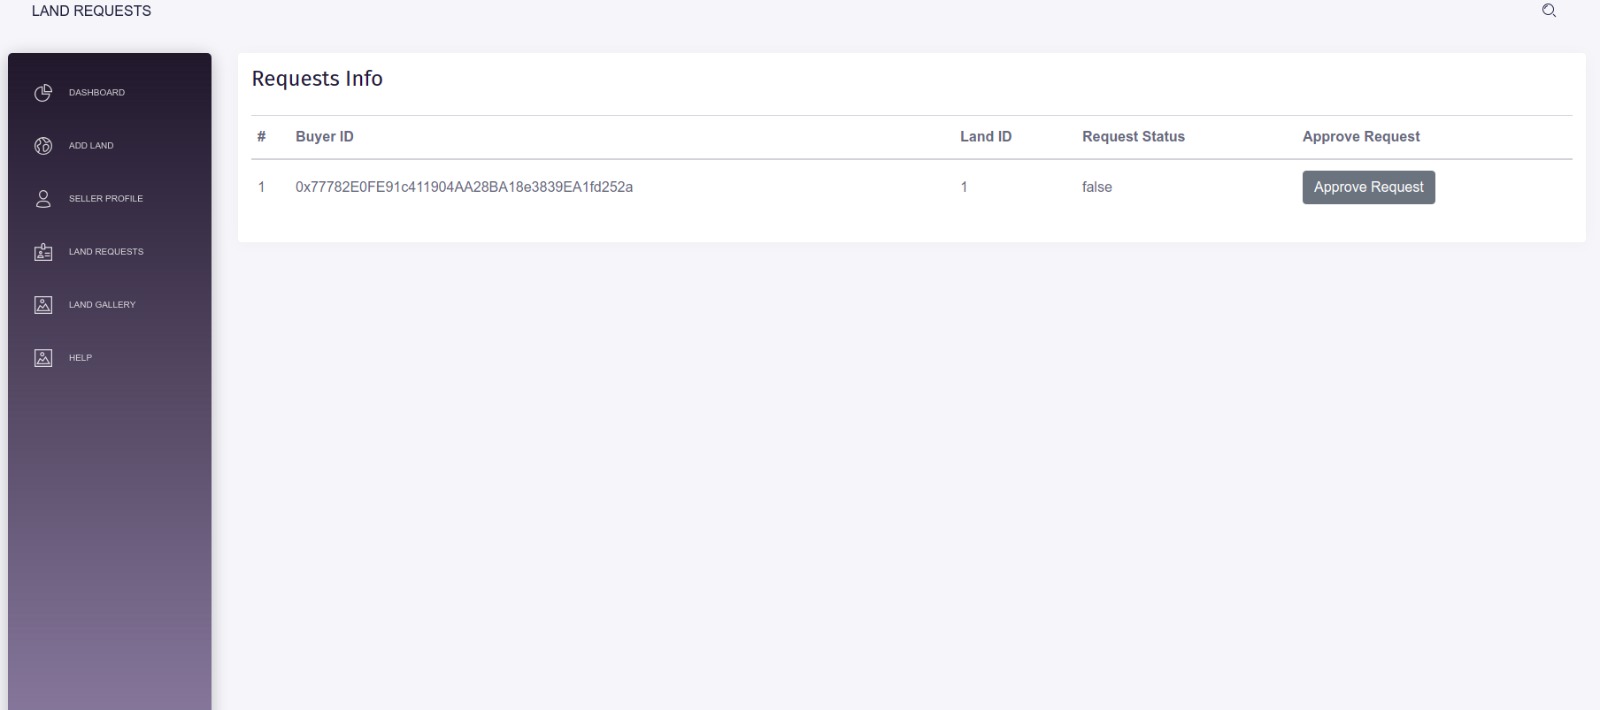 LAND REQUESTS
DASHBOARD
ADD LAND
SELLER PROFILE
LAND REQUESTS
LAND GALLERY
HELP
Requests Info
# Buyer ID Land ID Request Status Approve Request
1 0x77782E0FE91c411904AA28BA18e3839EA1fd252a 1 false Approve Request